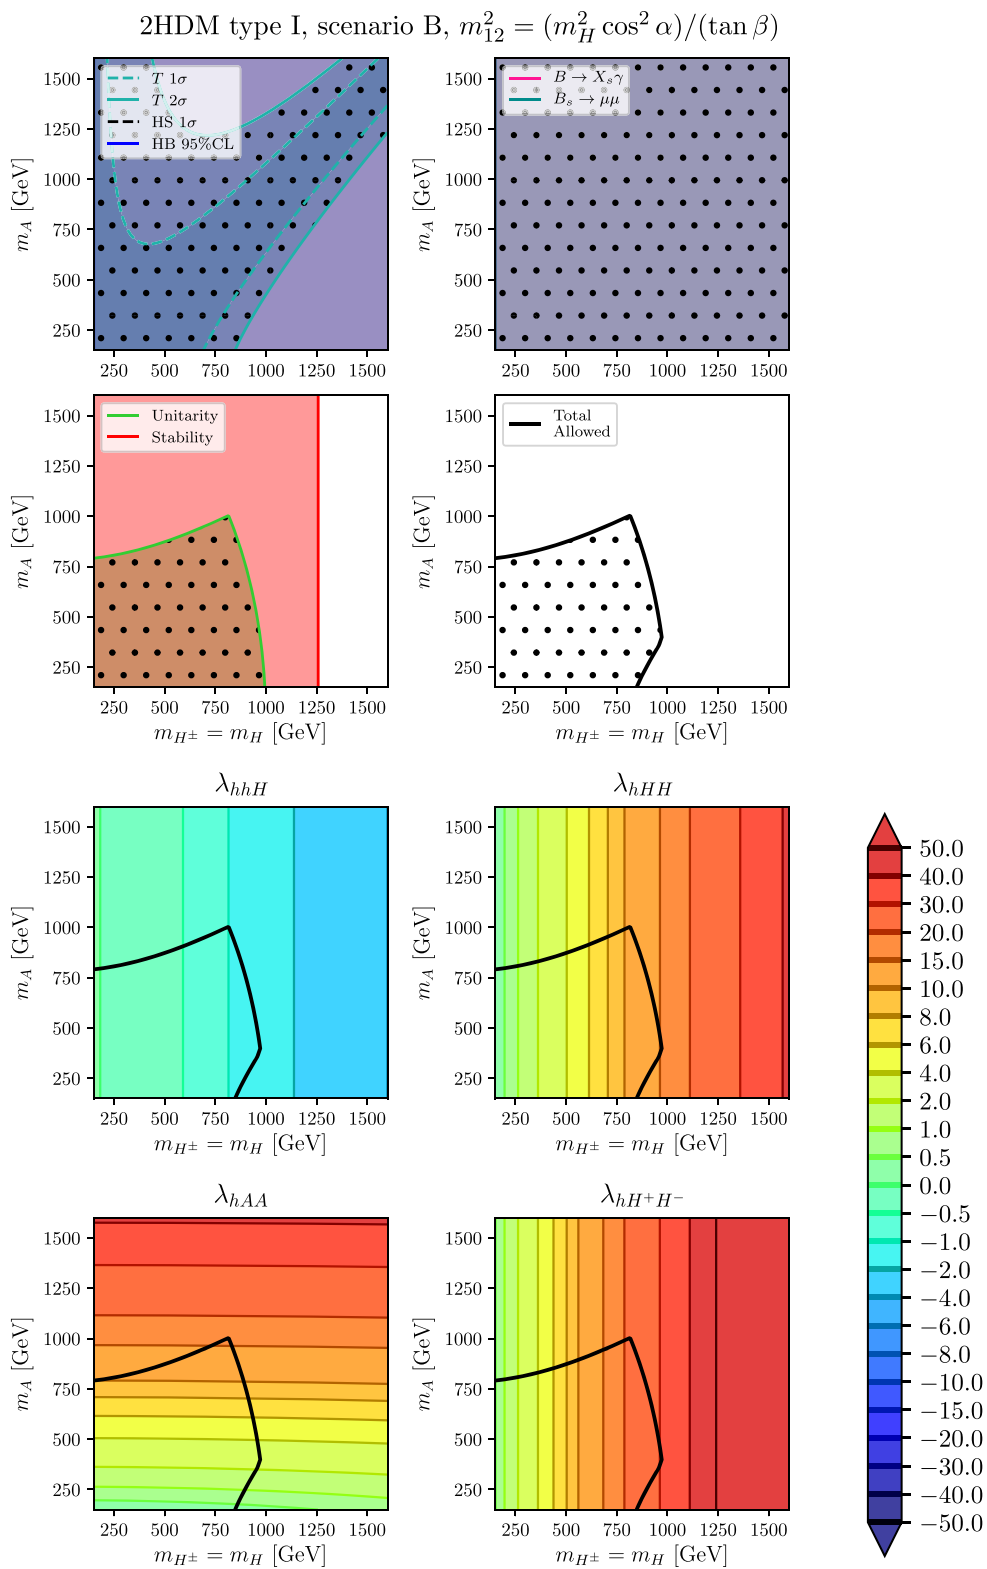 2HDM type I, scenario B, $m_{12}^2 = (m_H^2 \cos^2 \alpha)/(\tan \beta)$
1500
1250
1000
750
500
250
m_A [GeV]
T 1σ
T 2σ
HS 1σ
HB 95%CL
250 500 750 1000 1250 1500
1500
1250
1000
750
500
250
m_A [GeV]
B → X_sγ
B_s → μμ
250 500 750 1000 1250 1500
1500
1250
1000
750
500
250
m_A [GeV]
Unitarity
Stability
250 500 750 1000 1250 1500
m_{H^±} = m_H [GeV]
1500
1250
1000
750
500
250
m_A [GeV]
Total
Allowed
250 500 750 1000 1250 1500
m_{H^±} = m_H [GeV]
λ_{hhH}
1500
1250
1000
750
500
250
m_A [GeV]
250 500 750 1000 1250 1500
m_{H^±} = m_H [GeV]
λ_{hHH}
1500
1250
1000
750
500
250
m_A [GeV]
250 500 750 1000 1250 1500
m_{H^±} = m_H [GeV]
λ_{hAA}
1500
1250
1000
750
500
250
m_A [GeV]
250 500 750 1000 1250 1500
m_{H^±} = m_H [GeV]
λ_{hH^+H^-}
1500
1250
1000
750
500
250
m_A [GeV]
250 500 750 1000 1250 1500
m_{H^±} = m_H [GeV]
50.0
40.0
30.0
20.0
15.0
10.0
8.0
6.0
4.0
2.0
1.0
0.5
0.0
−0.5
−1.0
−2.0
−4.0
−6.0
−8.0
−10.0
−15.0
−20.0
−30.0
−40.0
−50.0